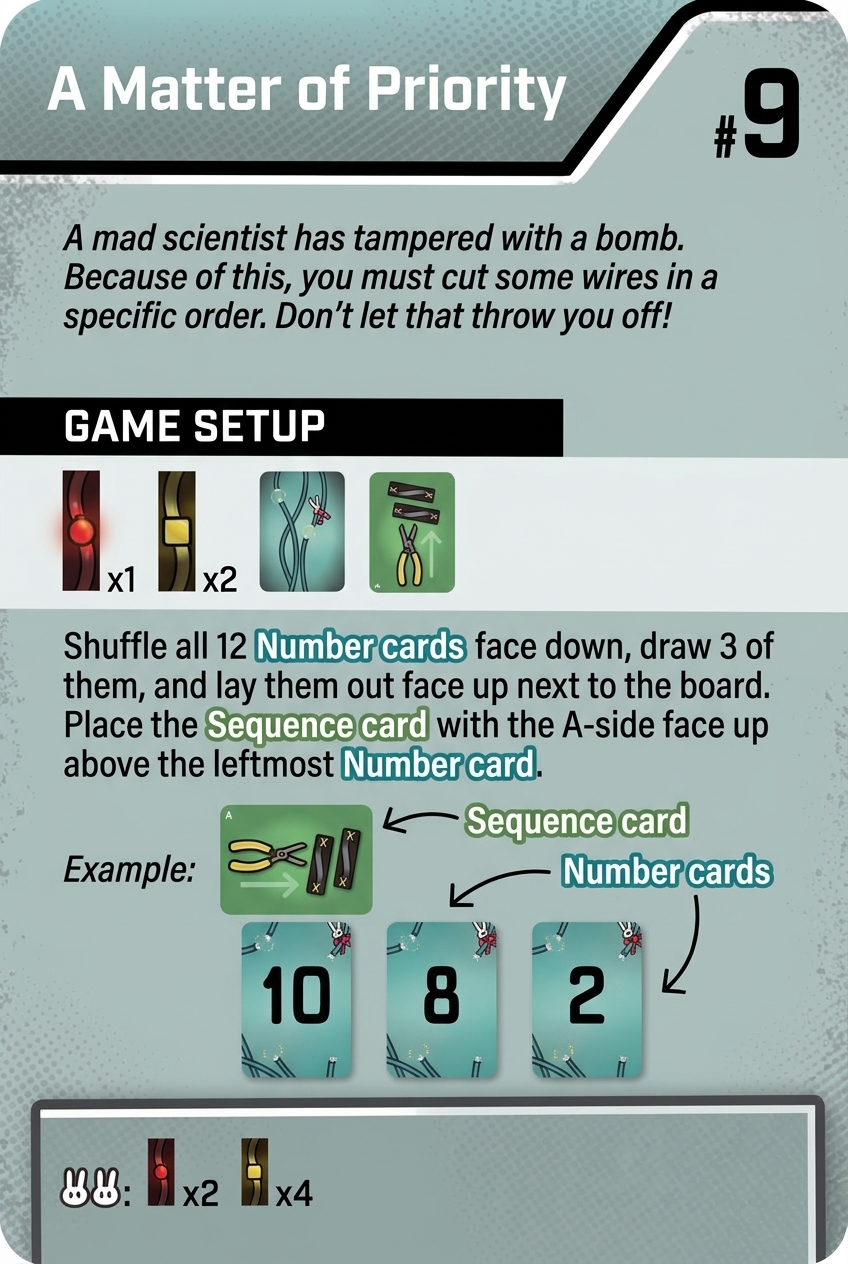 A Matter of Priority
#9
A mad scientist has tampered with a bomb.
Because of this, you must cut some wires in a
specific order. Don't let that throw you off!
GAME SETUP
x1
x2
Shuffle all 12 Number cards face down, draw 3 of
them, and lay them out face up next to the board.
Place the Sequence card with the A-side face up
above the leftmost Number card.
A
Sequence card
Example:
Number cards
10
8
2
:
x2
x4